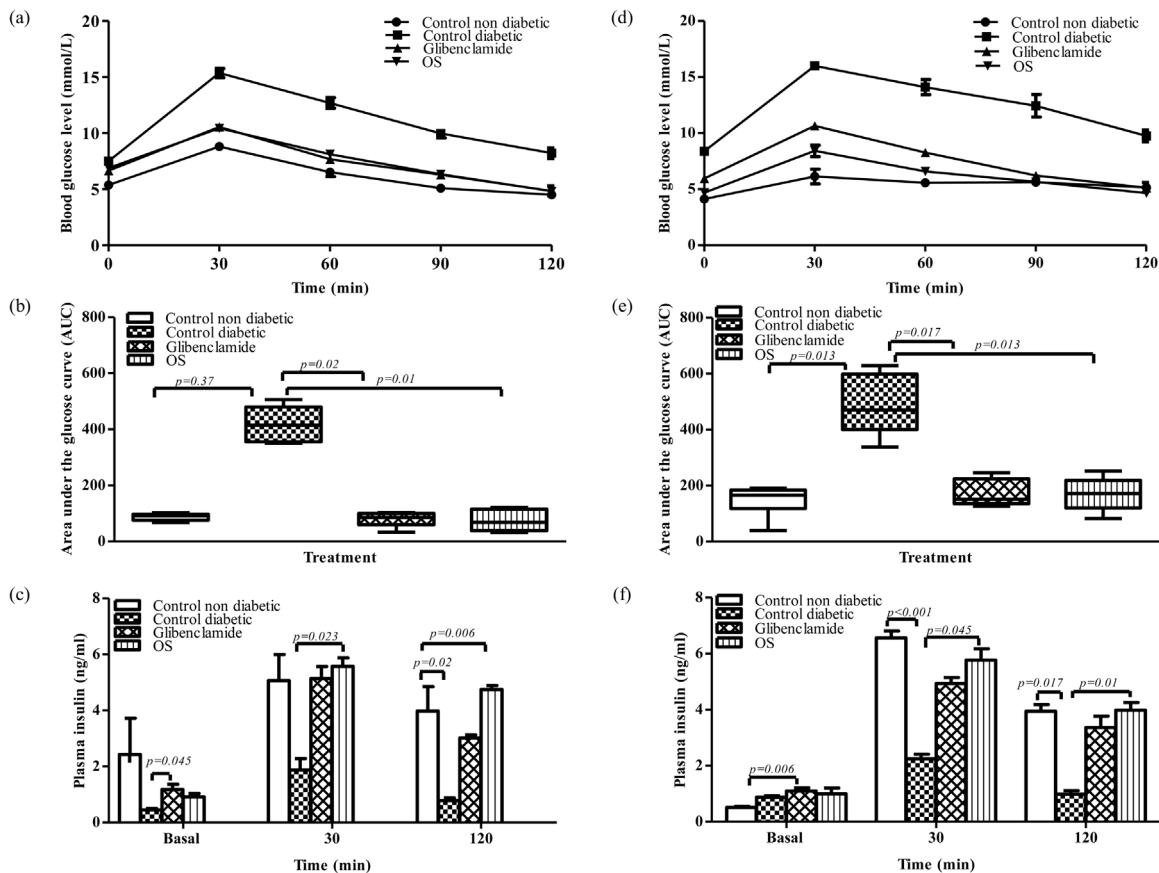 (a)
Blood glucose level (mmol/L)
20
15
10
5
0
Control non diabetic
Control diabetic
Glibenclamide
OS
0 30 60 90 120
Time (min)
(d)
Blood glucose level (mmol/L)
20
15
10
5
0
Control non diabetic
Control diabetic
Glibenclamide
OS
0 30 60 90 120
Time (min)
(b)
Area under the glucose curve (AUC)
800
600
400
200
0
Control non diabetic
Control diabetic
Glibenclamide
OS
p=0.37
p=0.02
p=0.01
Treatment
(e)
Area under the glucose curve (AUC)
800
600
400
200
0
Control non diabetic
Control diabetic
Glibenclamide
OS
p=0.013
p=0.017
p=0.013
Treatment
(c)
Plasma insulin (ng/ml)
8
6
4
2
0
Control non diabetic
Control diabetic
Glibenclamide
OS
p=0.045
p=0.023
p=0.006
p=0.02
Basal 30 120
Time (min)
(f)
Plasma insulin (ng/ml)
8
6
4
2
0
Control non diabetic
Control diabetic
Glibenclamide
OS
p=0.006
p<0.001
p=0.045
p=0.017
p=0.01
Basal 30 120
Time (min)